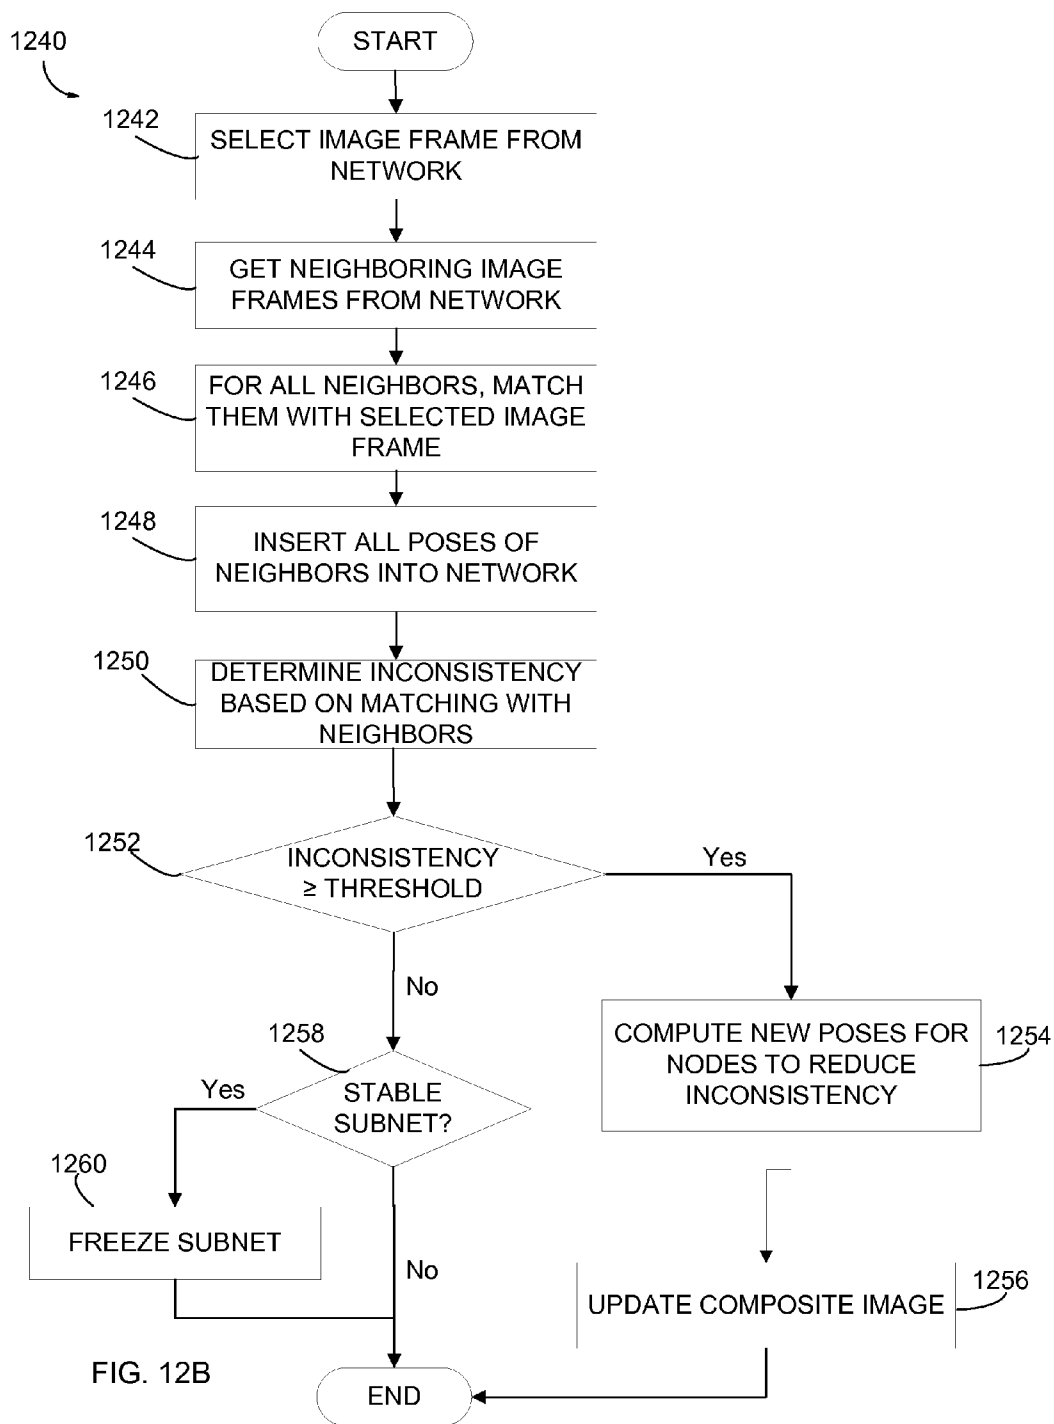 1240
START
1242
SELECT IMAGE FRAME FROM
NETWORK
1244
GET NEIGHBORING IMAGE
FRAMES FROM NETWORK
1246
FOR ALL NEIGHBORS, MATCH
THEM WITH SELECTED IMAGE
FRAME
1248
INSERT ALL POSES OF
NEIGHBORS INTO NETWORK
1250
DETERMINE INCONSISTENCY
BASED ON MATCHING WITH
NEIGHBORS
1252
INCONSISTENCY
≥ THRESHOLD
Yes
No
1254
COMPUTE NEW POSES FOR
NODES TO REDUCE
INCONSISTENCY
1258
STABLE
SUBNET?
Yes
1260
FREEZE SUBNET
No
1256
UPDATE COMPOSITE IMAGE
FIG. 12B
END